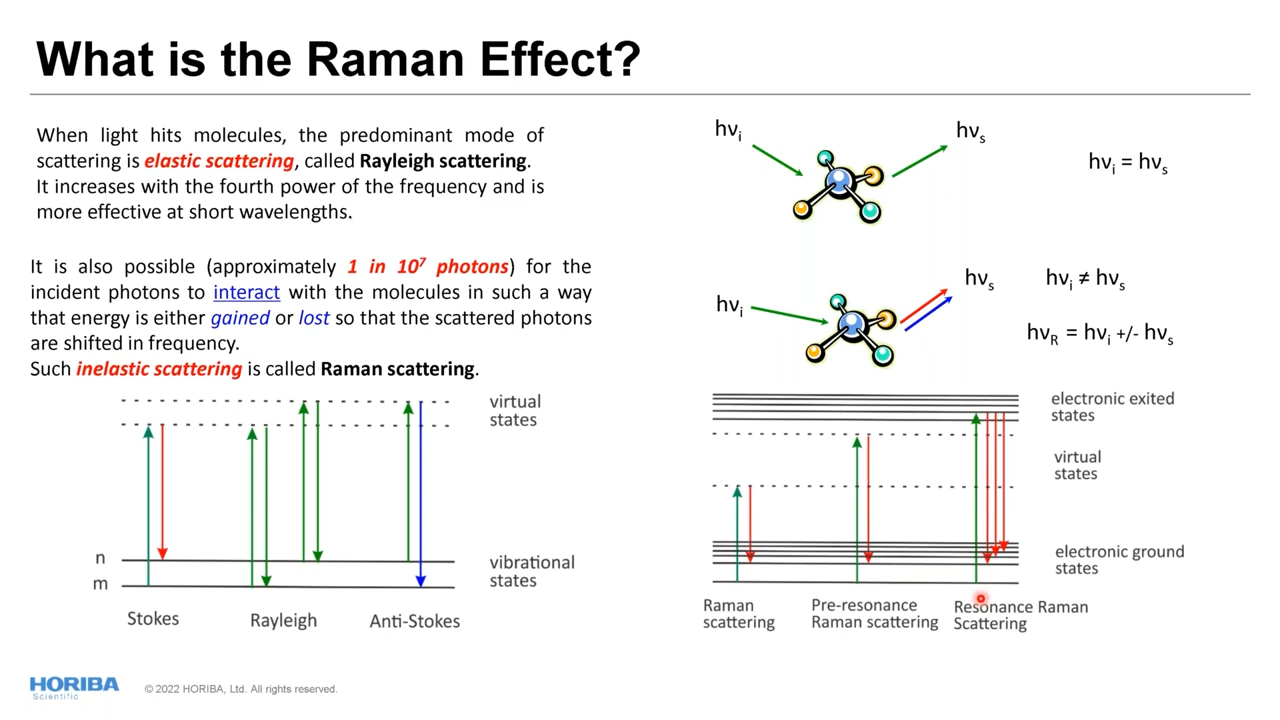 What is the Raman Effect?
When light hits molecules, the predominant mode of
scattering is elastic scattering, called Rayleigh scattering.
It increases with the fourth power of the frequency and is
more effective at short wavelengths.
It is also possible (approximately 1 in 10⁷ photons) for the
incident photons to interact with the molecules in such a way
that energy is either gained or lost so that the scattered photons
are shifted in frequency.
Such inelastic scattering is called Raman scattering.
hνᵢ
hνₛ
hνᵢ = hνₛ
hνᵢ
hνₛ
hνᵢ ≠ hνₛ
hν_R = hνᵢ +/- hνₛ
virtual
states
n
m
vibrational
states
Stokes
Rayleigh
Anti-Stokes
electronic exited
states
virtual
states
electronic ground
states
Raman
scattering
Pre-resonance
Raman scattering
Resonance Raman
Scattering
HORIBA
Scientific
© 2022 HORIBA, Ltd. All rights reserved.